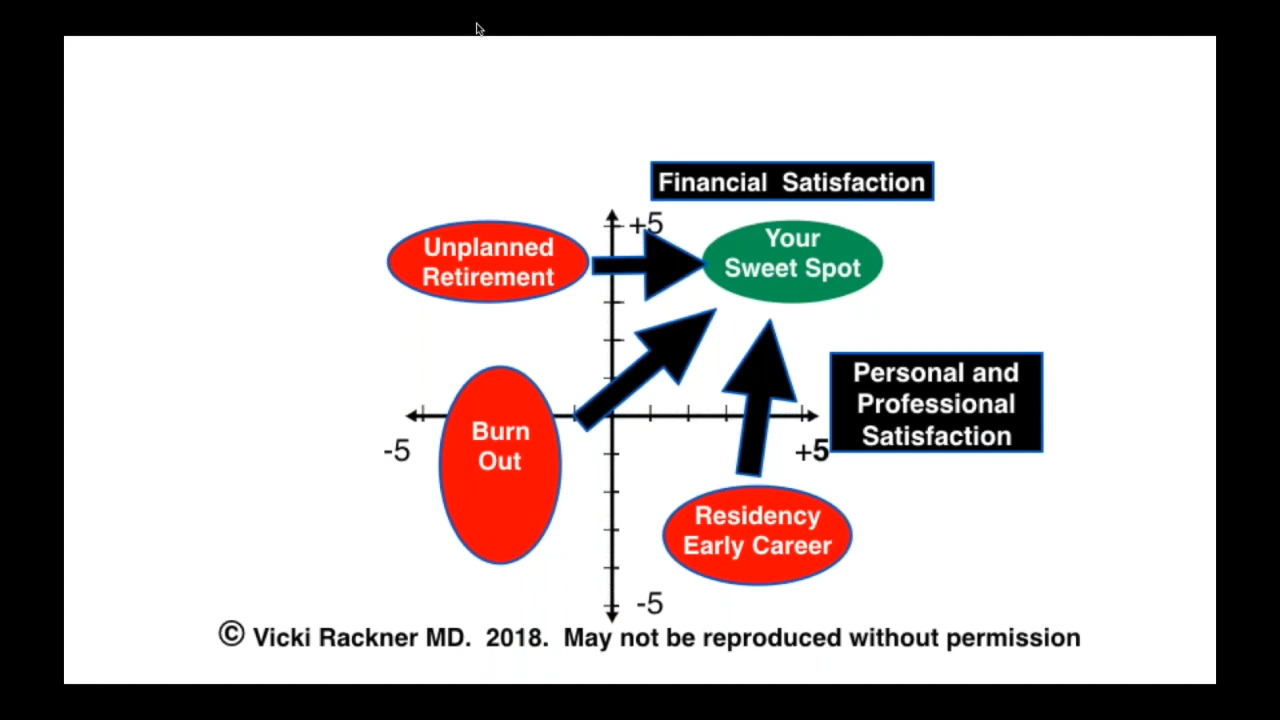 Financial Satisfaction
+5
Unplanned
Retirement
Your
Sweet Spot
Personal and
Professional
Satisfaction
Burn
Out
-5
+5
Residency
Early Career
-5
© Vicki Rackner MD. 2018. May not be reproduced without permission